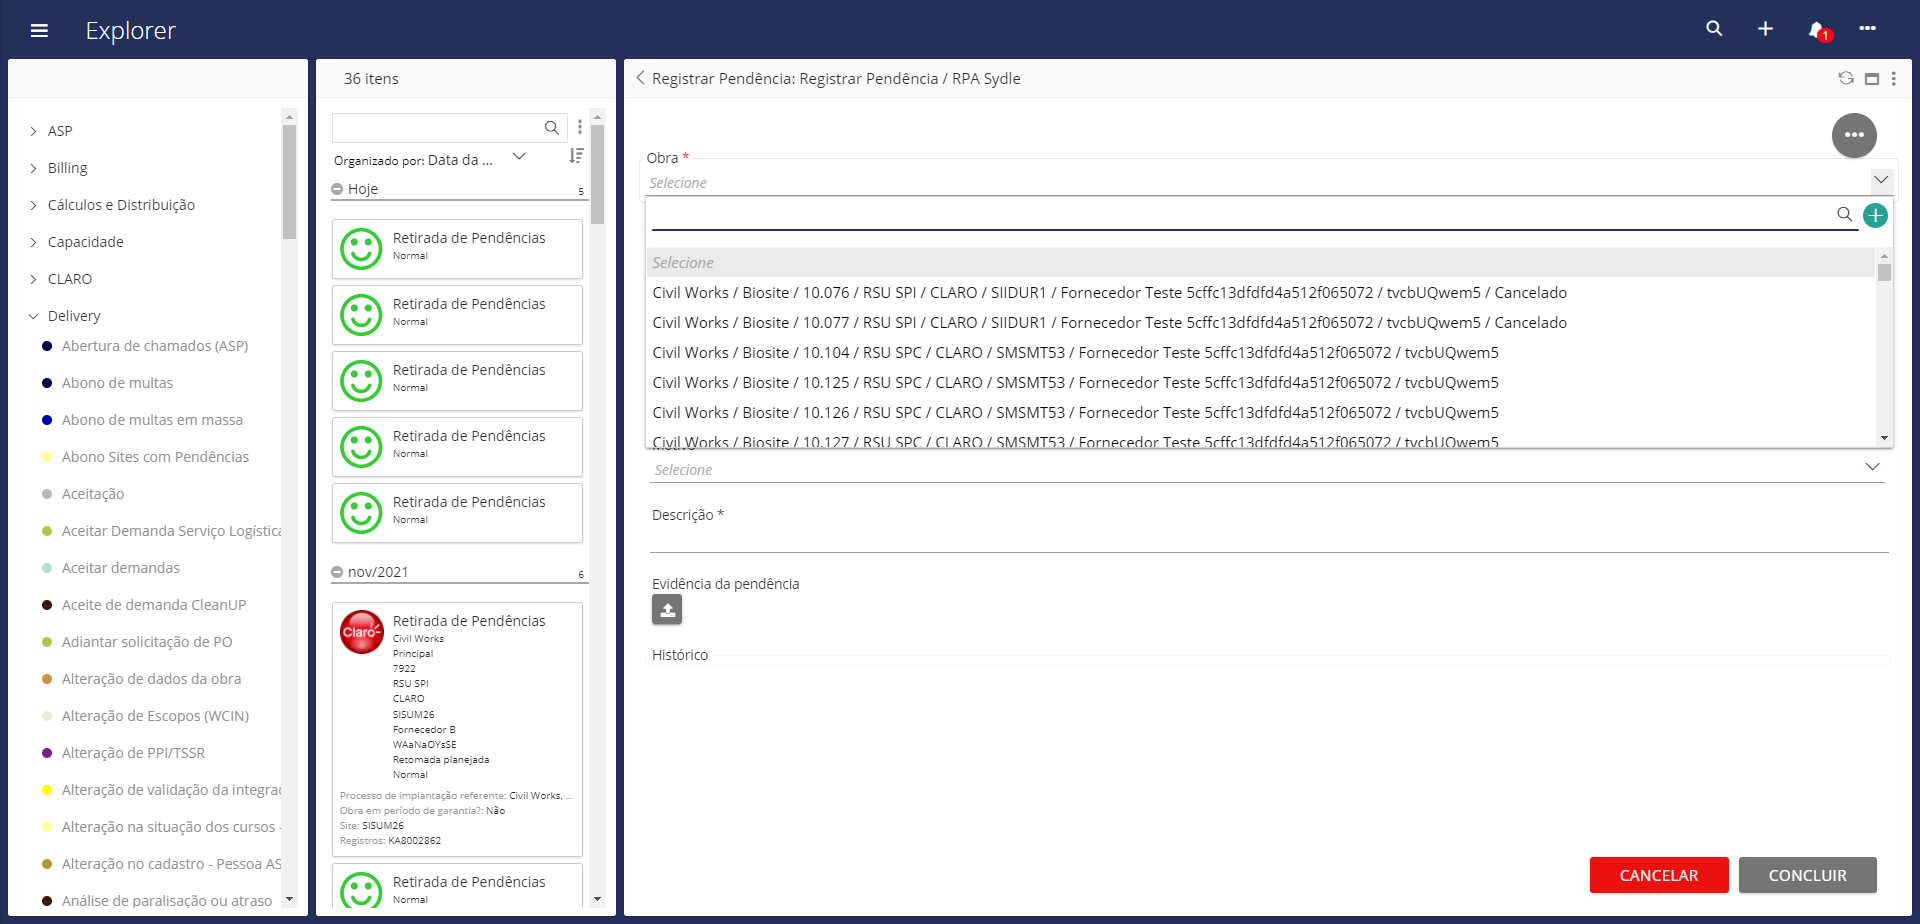 Explorer
1
ASP
Billing
Cálculos e Distribuição
Capacidade
CLARO
Delivery
Abertura de chamados (ASP)
Abono de multas
Abono de multas em massa
Abono Sites com Pendências
Aceitação
Aceitar Demanda Serviço Logística
Aceitar demandas
Aceite de demanda CleanUP
Adiantar solicitação de PO
Alteração de dados da obra
Alteração de Escopos (WCIN)
Alteração de PPI/TSSR
Alteração de validação da integrac
Alteração na situação dos cursos -
Alteração no cadastro - Pessoa AS
Análise de paralisação ou atraso
36 itens
Organizado por: Data da ...
Hoje 5
Retirada de Pendências
Normal
Retirada de Pendências
Normal
Retirada de Pendências
Normal
Retirada de Pendências
Normal
Retirada de Pendências
Normal
nov/2021 6
Claro
Retirada de Pendências
Civil Works
Principal
7922
RSU SPI
CLARO
SISUM26
Fornecedor B
WAaNaOYsSE
Retomada planejada
Normal
Processo de implantação referente: Civil Works, ...
Obra em período de garantia?: Não
Site: SISUM26
Registros: KA8002862
Retirada de Pendências
Normal
Registrar Pendência: Registrar Pendência / RPA Sydle
Obra *
Selecione
Selecione
Civil Works / Biosite / 10.076 / RSU SPI / CLARO / SIIDUR1 / Fornecedor Teste 5cffc13dfdfd4a512f065072 / tvcbUQwem5 / Cancelado
Civil Works / Biosite / 10.077 / RSU SPI / CLARO / SIIDUR1 / Fornecedor Teste 5cffc13dfdfd4a512f065072 / tvcbUQwem5 / Cancelado
Civil Works / Biosite / 10.104 / RSU SPC / CLARO / SMSMT53 / Fornecedor Teste 5cffc13dfdfd4a512f065072 / tvcbUQwem5
Civil Works / Biosite / 10.125 / RSU SPC / CLARO / SMSMT53 / Fornecedor Teste 5cffc13dfdfd4a512f065072 / tvcbUQwem5
Civil Works / Biosite / 10.126 / RSU SPC / CLARO / SMSMT53 / Fornecedor Teste 5cffc13dfdfd4a512f065072 / tvcbUQwem5
Civil Works / Biosite / 10.127 / RSU SPC / CLARO / SMSMT53 / Fornecedor Teste 5cffc13dfdfd4a512f065072 / tvcbUQwem5
Motivo
Selecione
Descrição *
Evidência da pendência
Histórico
CANCELAR
CONCLUIR